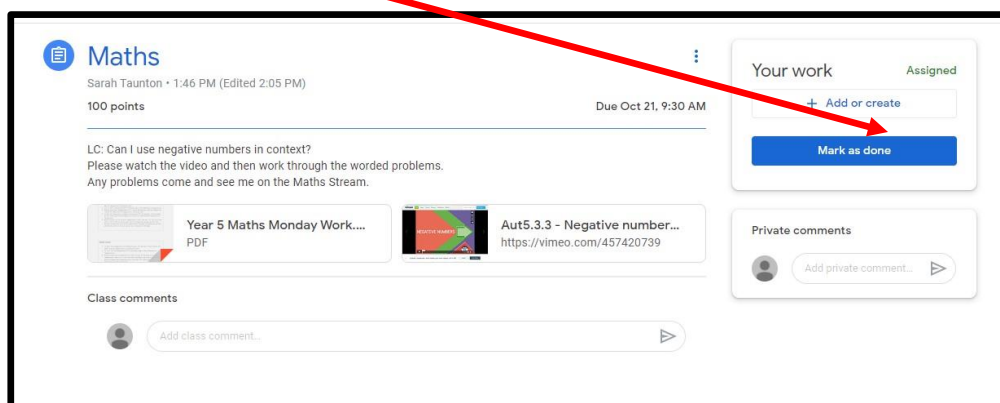 Maths
Sarah Taunton • 1:46 PM (Edited 2:05 PM)
100 points
Due Oct 21, 9:30 AM
LC: Can I use negative numbers in context?
Please watch the video and then work through the worded problems.
Any problems come and see me on the Maths Stream.
Year 5 Maths Monday Work....
PDF
NEGATIVE NUMBERS
Aut5.3.3 - Negative number...
https://vimeo.com/457420739
Class comments
Add class comment...
Your work
Assigned
+ Add or create
Mark as done
Private comments
Add private comment...